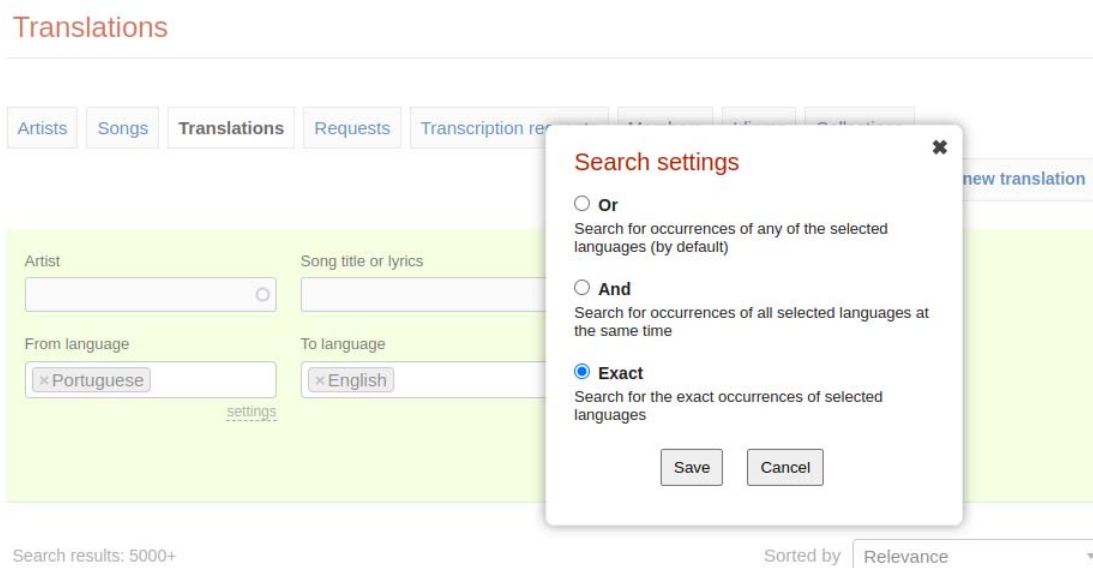 Translations
Artists
Songs
Translations
Requests
Transcription
new translation
Search settings
Or
Search for occurrences of any of the selected
languages (by default)
And
Search for occurrences of all selected languages at
the same time
Exact
Search for the exact occurrences of selected
languages
Save
Cancel
Artist
Song title or lyrics
From language
To language
×Portuguese
×English
settings
Search results: 5000+
Sorted by
Relevance